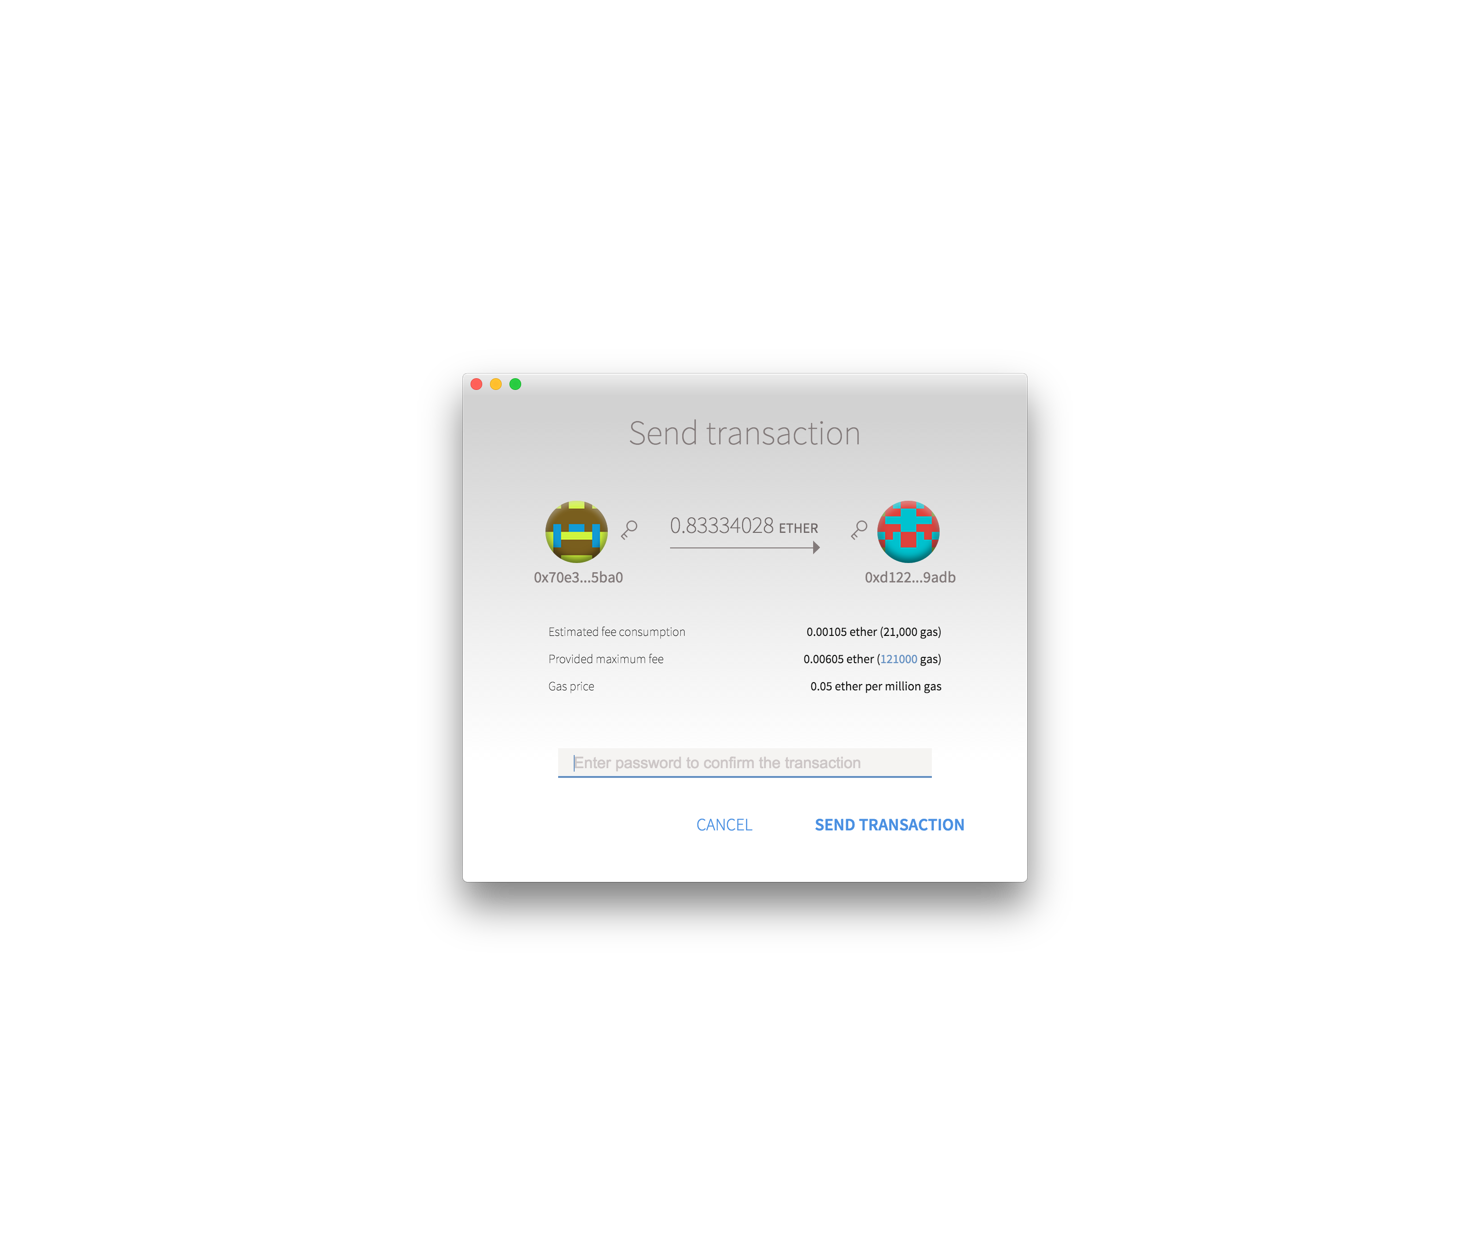 Send transaction
0.83334028 ETHER
0x70e3...5ba0
0xd122...9adb
Estimated fee consumption 0.00105 ether (21,000 gas)
Provided maximum fee 0.00605 ether (121000 gas)
Gas price 0.05 ether per million gas
Enter password to confirm the transaction
CANCEL SEND TRANSACTION